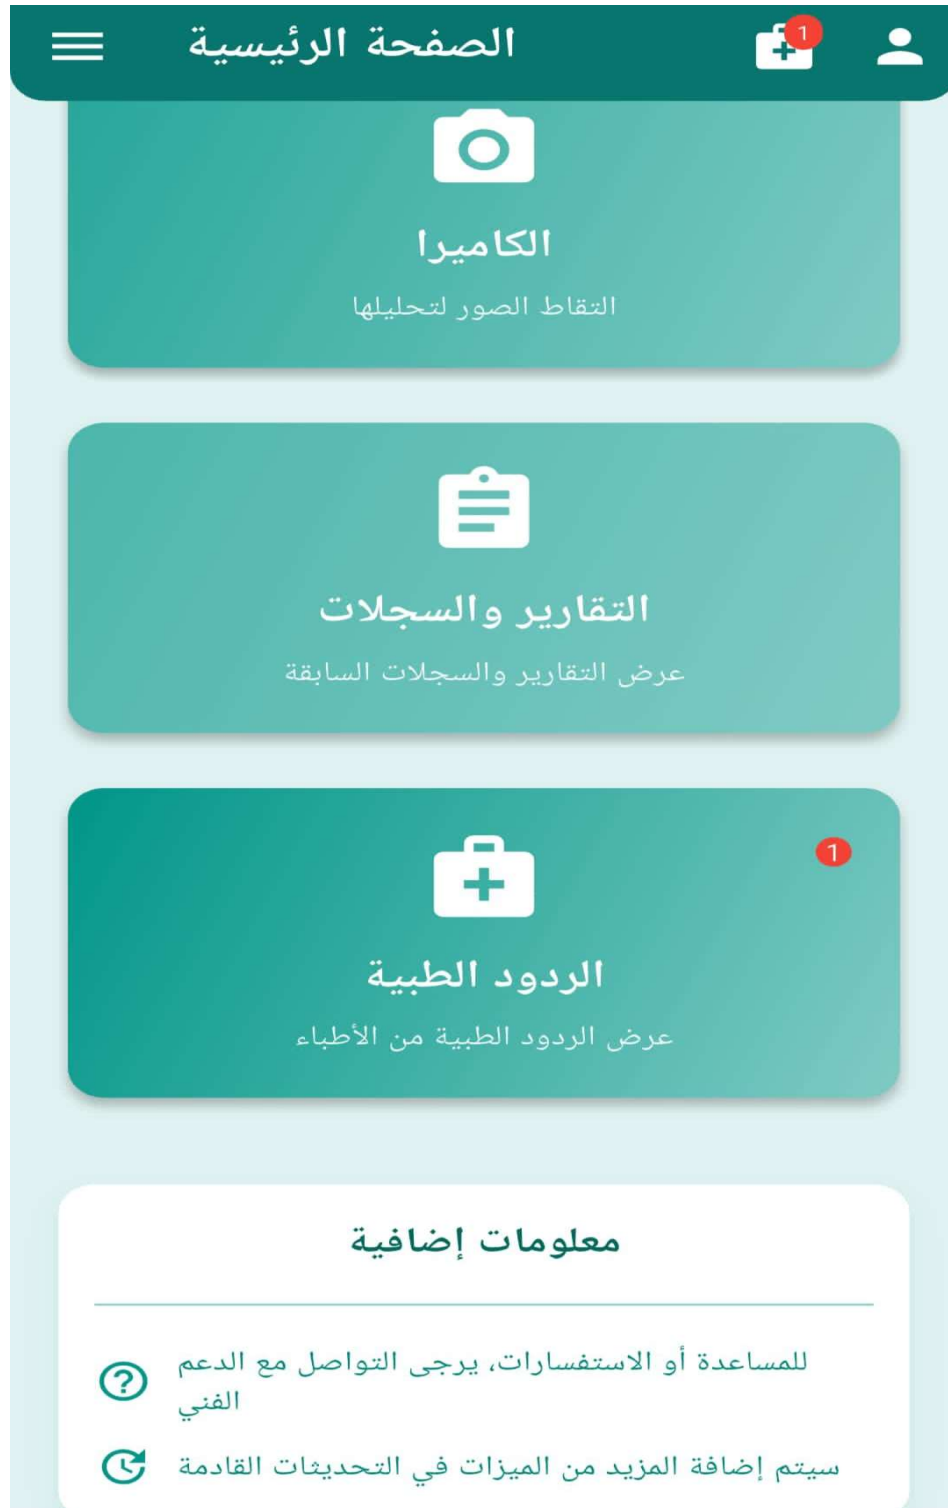 الصفحة الرئيسية
1
الكاميرا
التقاط الصور لتحليلها
التقارير والسجلات
عرض التقارير والسجلات السابقة
1
الردود الطبية
عرض الردود الطبية من الأطباء
معلومات إضافية
للمساعدة أو الاستفسارات، يرجى التواصل مع الدعم
الفني
سيتم إضافة المزيد من الميزات في التحديثات القادمة